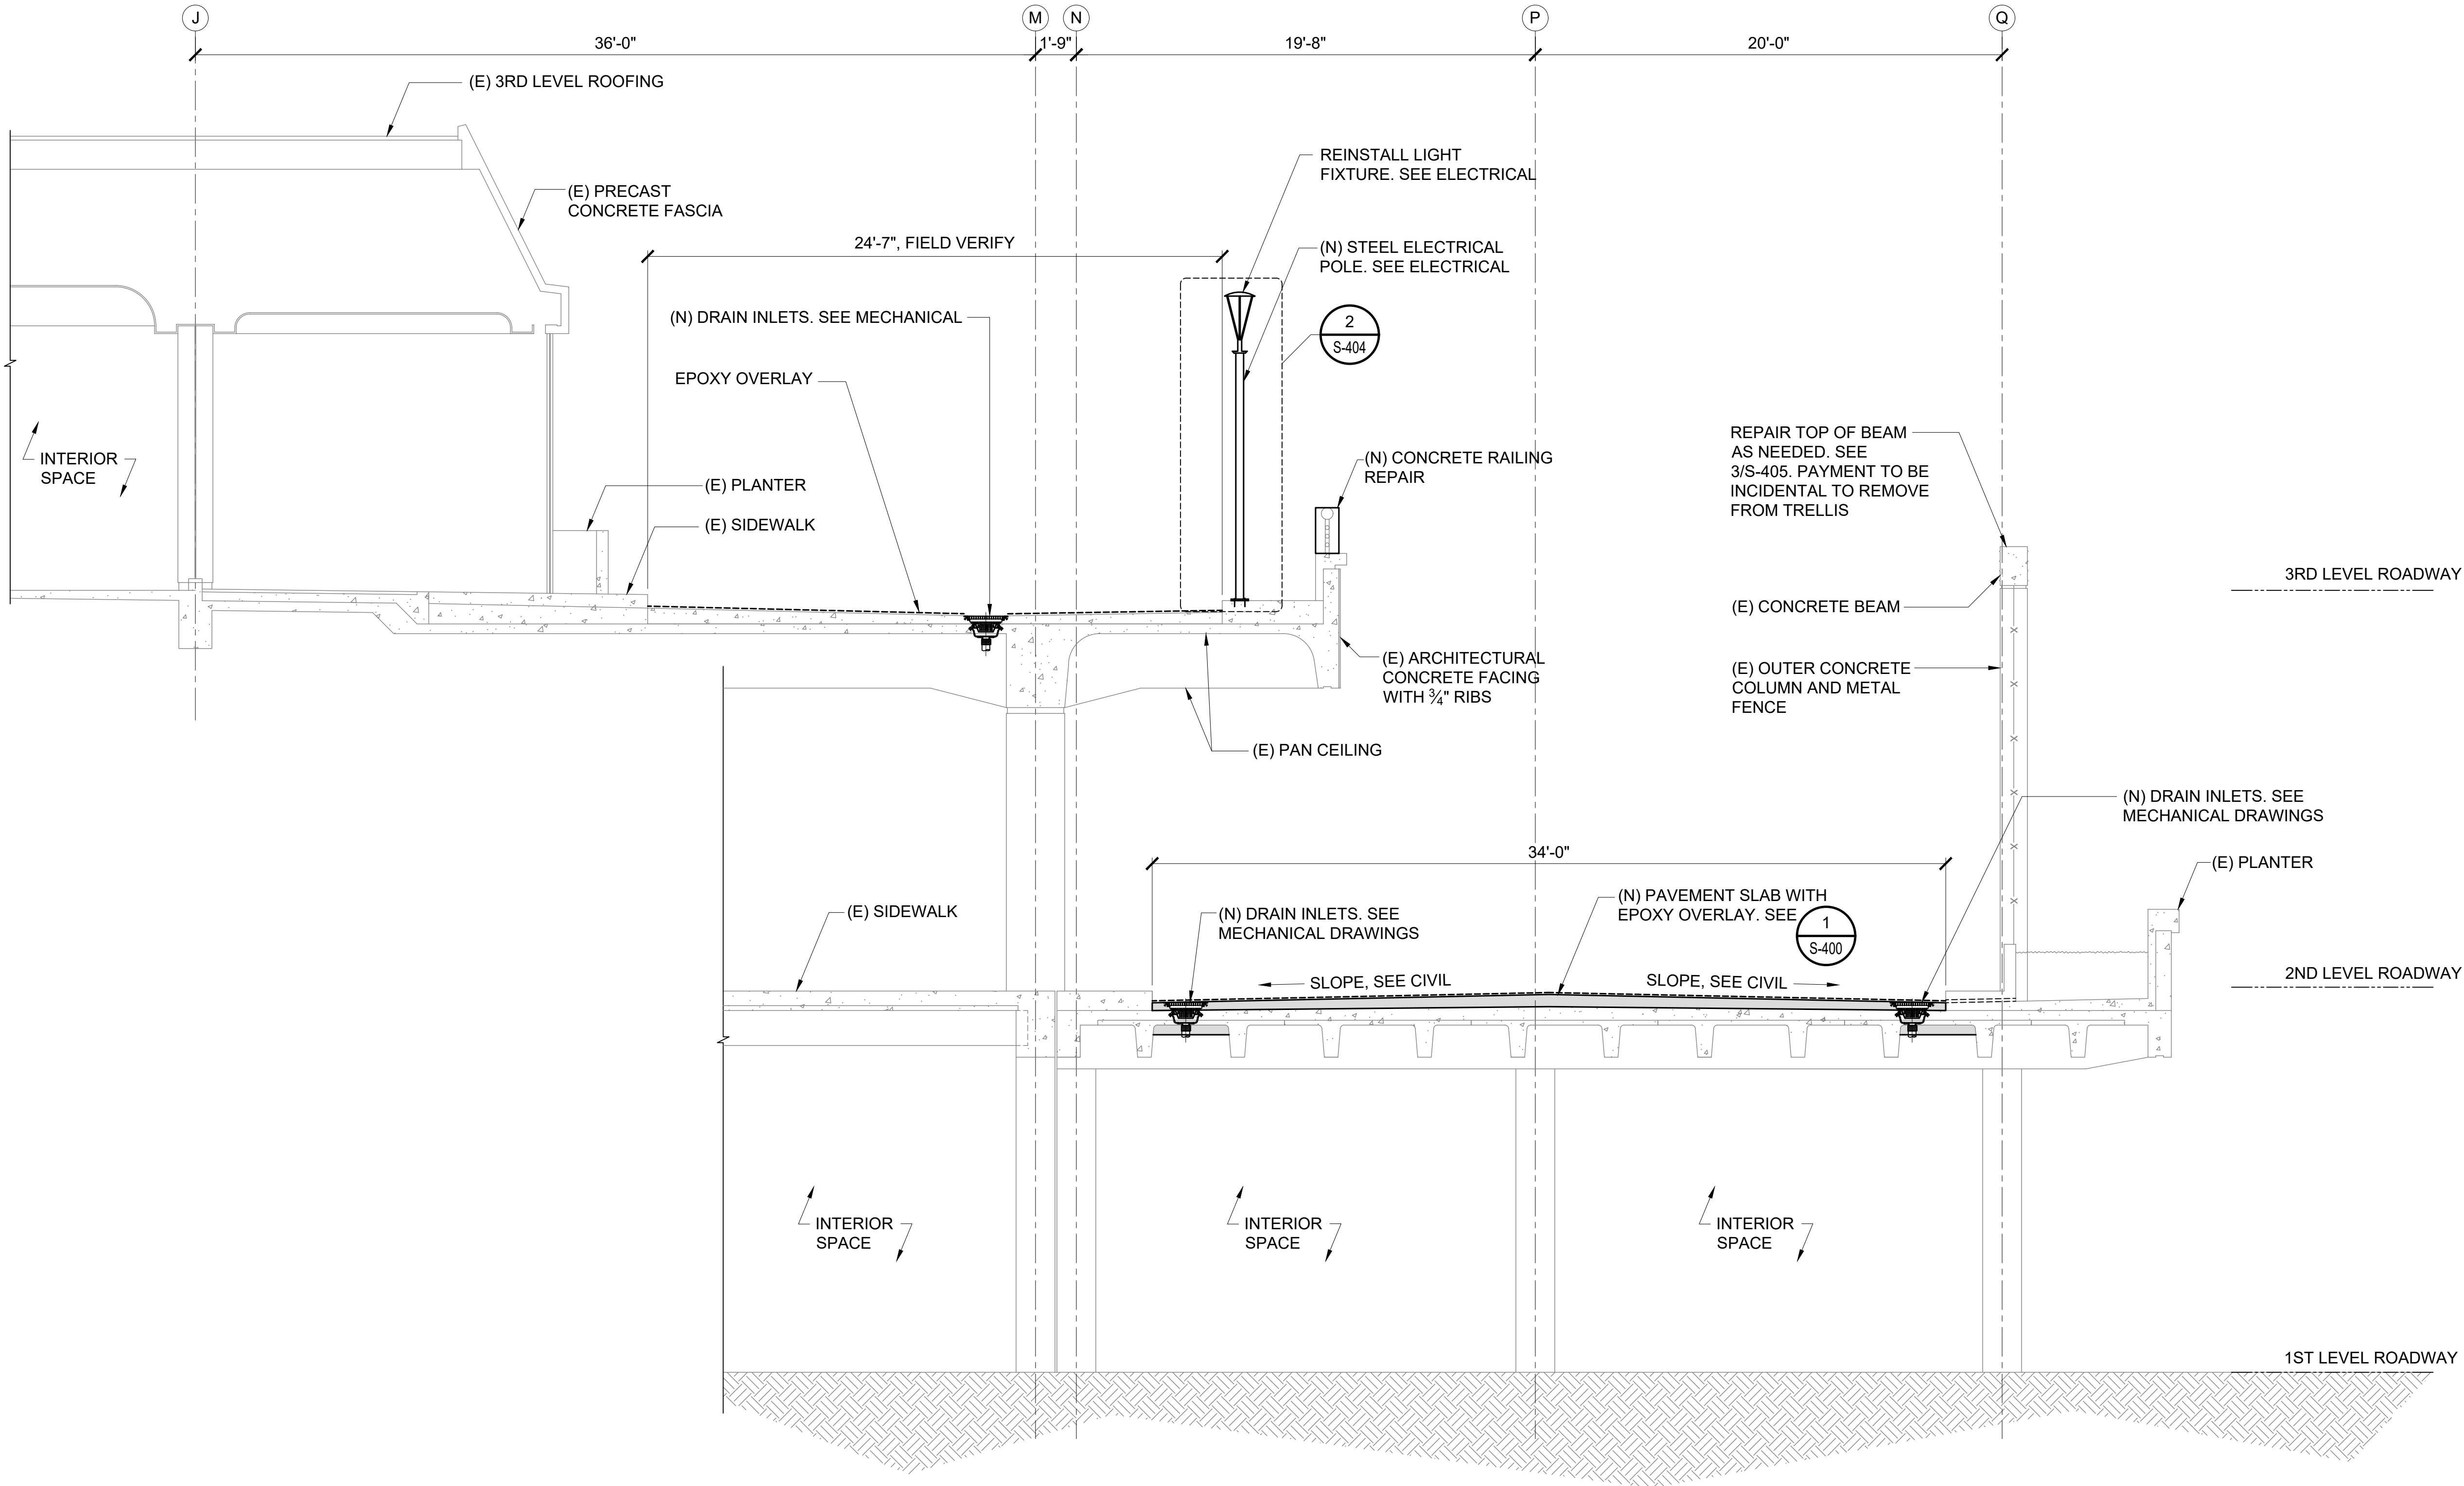 J
M
N
P
Q
36'-0"
1'-9"
19'-8"
20'-0"
(E) 3RD LEVEL ROOFING
(E) PRECAST
CONCRETE FASCIA
REINSTALL LIGHT
FIXTURE. SEE ELECTRICAL
24'-7", FIELD VERIFY
(N) STEEL ELECTRICAL
POLE. SEE ELECTRICAL
(N) DRAIN INLETS. SEE MECHANICAL
2
S-404
EPOXY OVERLAY
INTERIOR
SPACE
(E) PLANTER
(E) SIDEWALK
(N) CONCRETE RAILING
REPAIR
REPAIR TOP OF BEAM
AS NEEDED. SEE
3/S-405. PAYMENT TO BE
INCIDENTAL TO REMOVE
FROM TRELLIS
3RD LEVEL ROADWAY
(E) CONCRETE BEAM
(E) ARCHITECTURAL
CONCRETE FACING
WITH ¾" RIBS
(E) OUTER CONCRETE
COLUMN AND METAL
FENCE
(E) PAN CEILING
(N) DRAIN INLETS. SEE
MECHANICAL DRAWINGS
34'-0"
(E) PLANTER
(E) SIDEWALK
(N) DRAIN INLETS. SEE
MECHANICAL DRAWINGS
(N) PAVEMENT SLAB WITH
EPOXY OVERLAY. SEE
1
S-400
SLOPE, SEE CIVIL
SLOPE, SEE CIVIL
2ND LEVEL ROADWAY
INTERIOR
SPACE
INTERIOR
SPACE
INTERIOR
SPACE
1ST LEVEL ROADWAY